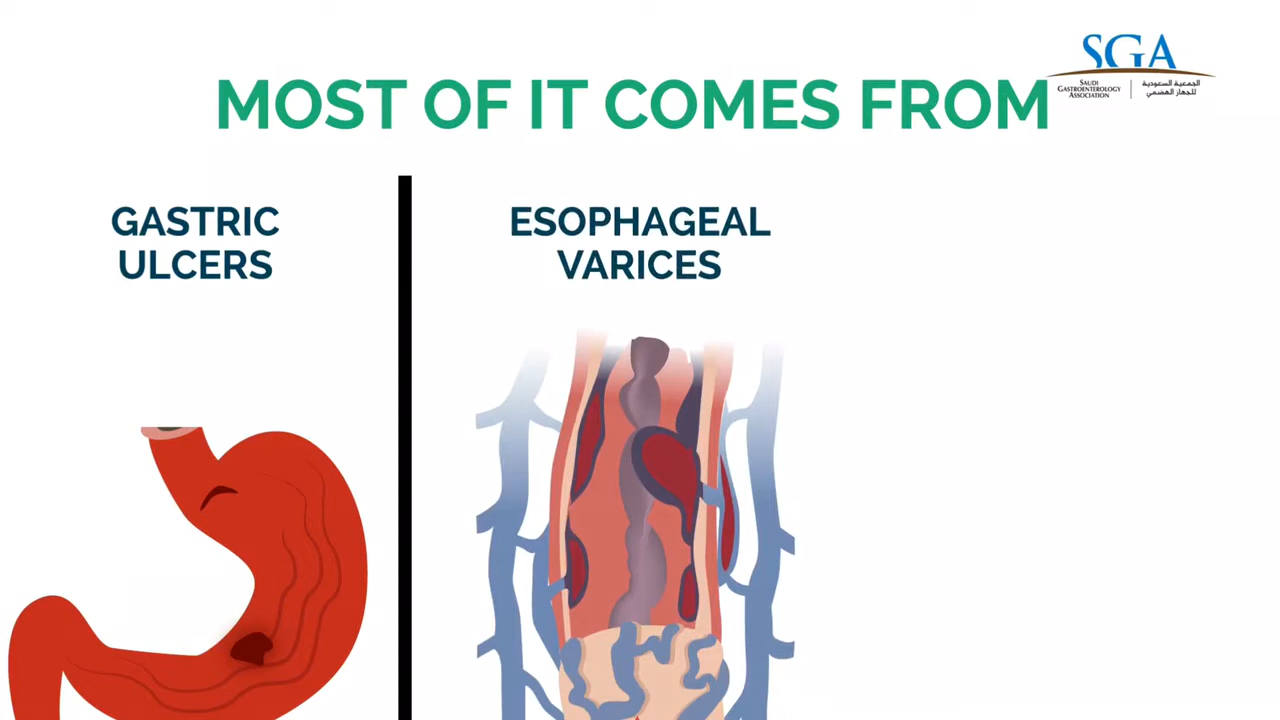 MOST OF IT COMES FROM
SGA
SAUDI
GASTROENTEROLOGY
ASSOCIATION
الجمعية السعودية
للجهاز الهضمي
GASTRIC
ULCERS
ESOPHAGEAL
VARICES